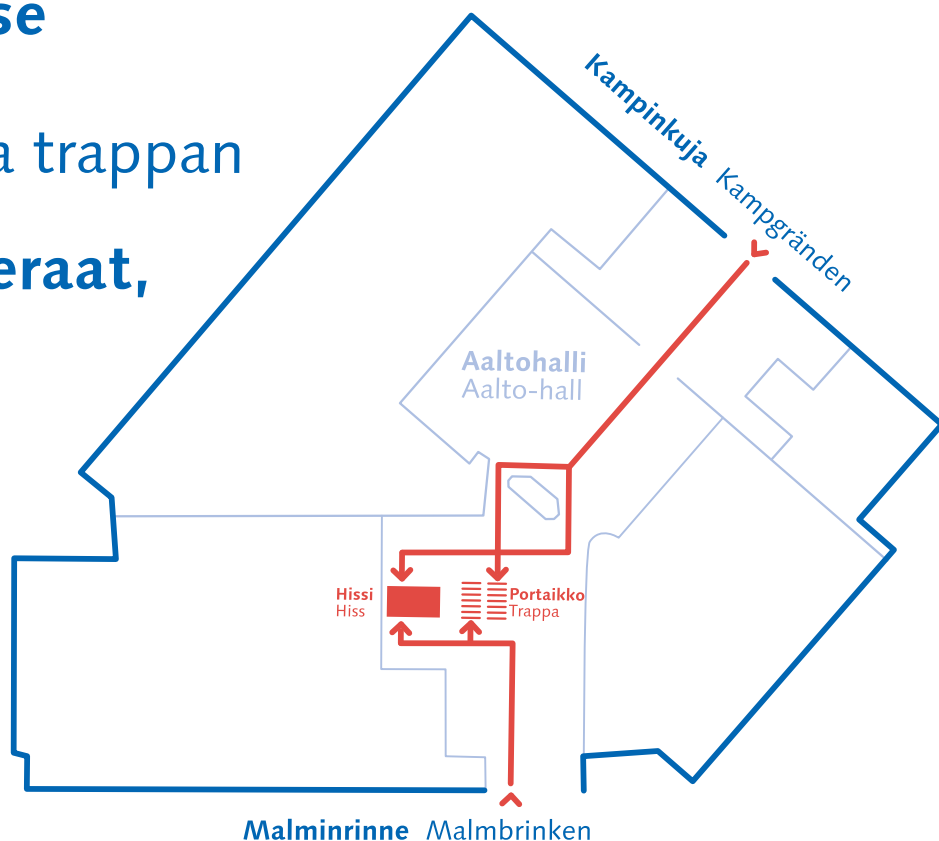 se
a trappan
eraat,
Kampinkuja Kampgränden
Aaltohalli
Aalto-hall
Hissi
Hiss
Portaikko
Trappa
Malminrinne Malmbrinken